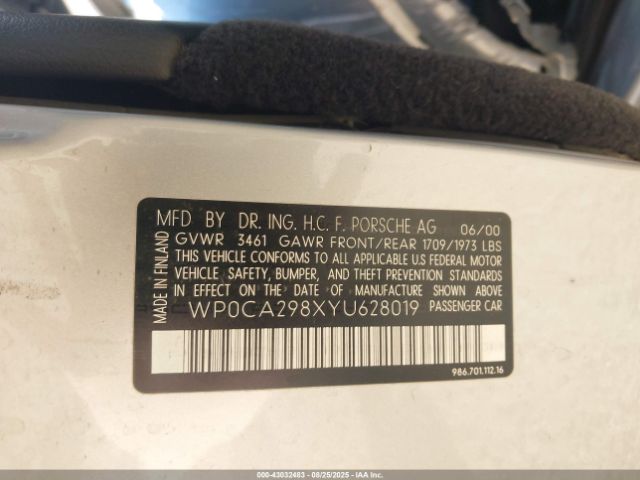 MFD BY DR. ING. H.C. F. PORSCHE AG 06/00
GVWR 3461 GAWR FRONT/REAR 1709/1973 LBS
THIS VEHICLE CONFORMS TO ALL APPLICABLE U.S. FEDERAL MOTOR
VEHICLE SAFETY, BUMPER, AND THEFT PREVENTION STANDARDS
IN EFFECT ON THE DATE OF MANUFACTURE SHOWN ABOVE
WP0CA298XYU628019 PASSENGER CAR
MADE IN FINLAND
986.701.112.16
000-43032483 - 08/25/2025 - IAAI.COM